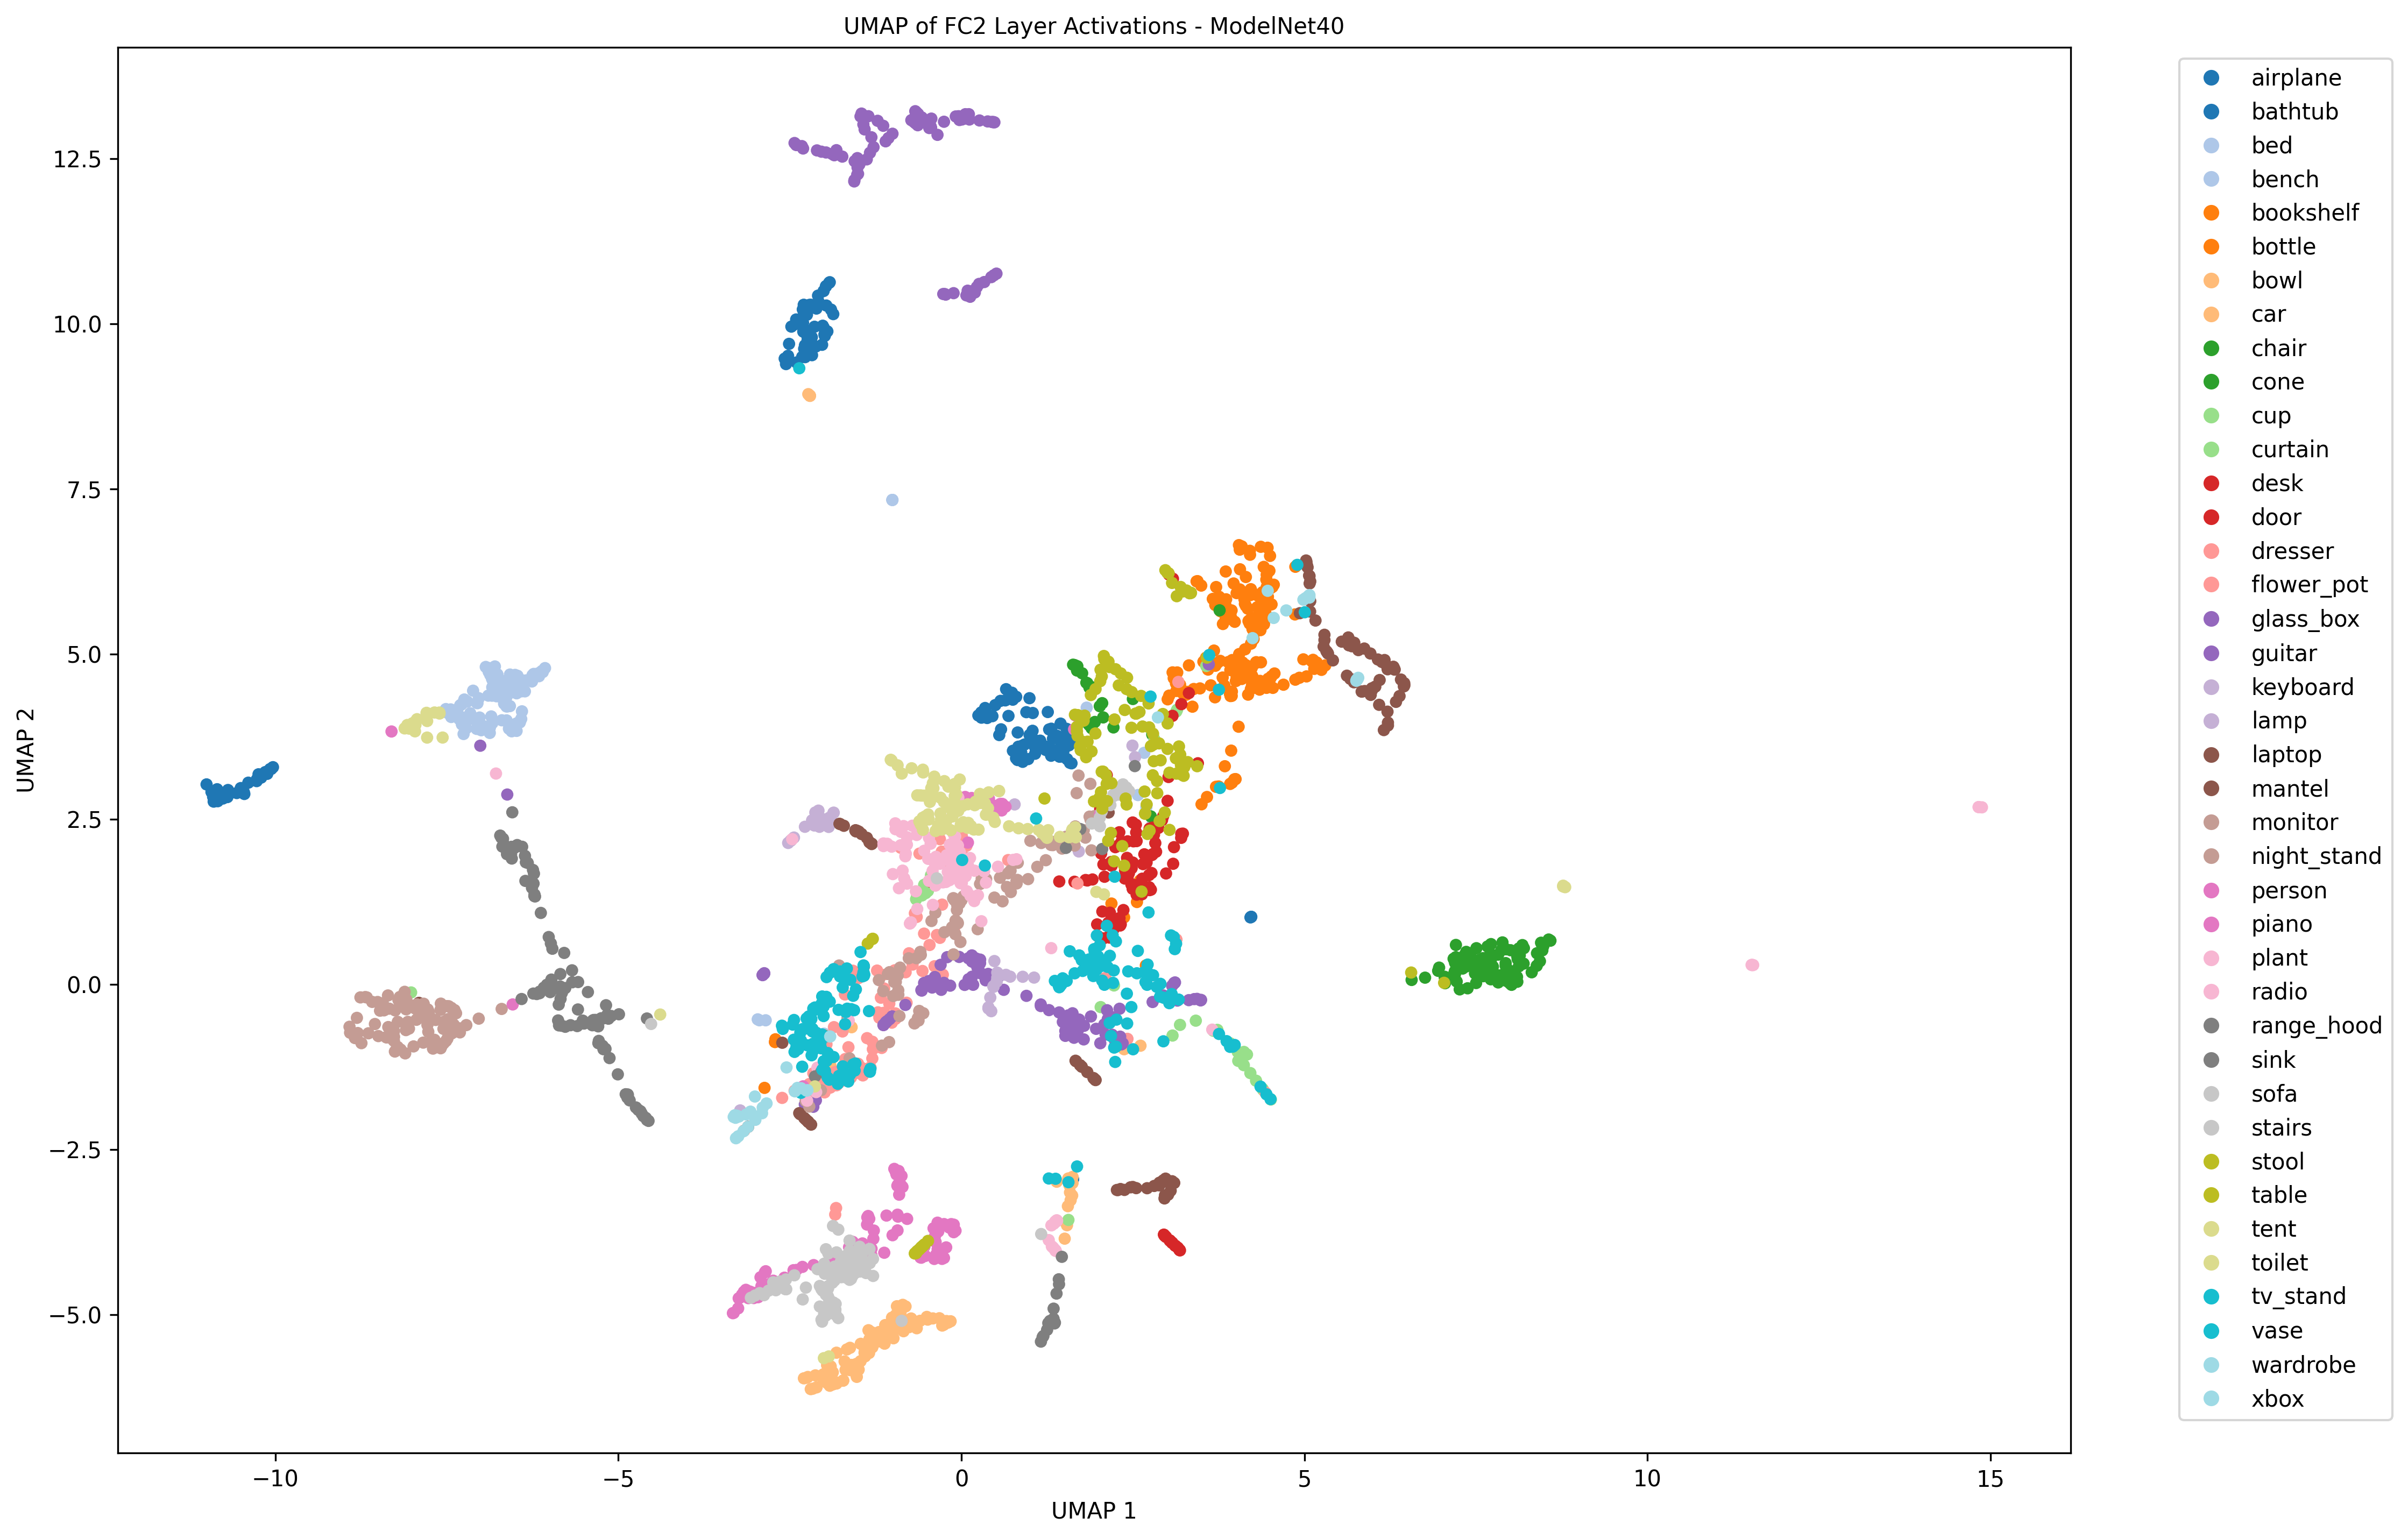 UMAP of FC2 Layer Activations - ModelNet40
UMAP 2
12.5
10.0
7.5
5.0
2.5
0.0
−2.5
−5.0
−10
−5
0
5
10
15
UMAP 1
airplane
bathtub
bed
bench
bookshelf
bottle
bowl
car
chair
cone
cup
curtain
desk
door
dresser
flower_pot
glass_box
guitar
keyboard
lamp
laptop
mantel
monitor
night_stand
person
piano
plant
radio
range_hood
sink
sofa
stairs
stool
table
tent
toilet
tv_stand
vase
wardrobe
xbox